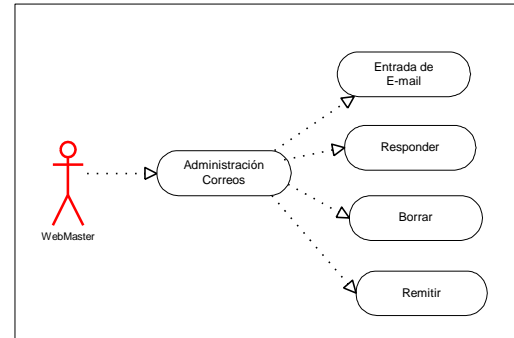 Entrada de
E-mail
Responder
Administración
Correos
WebMaster
Borrar
Remitir